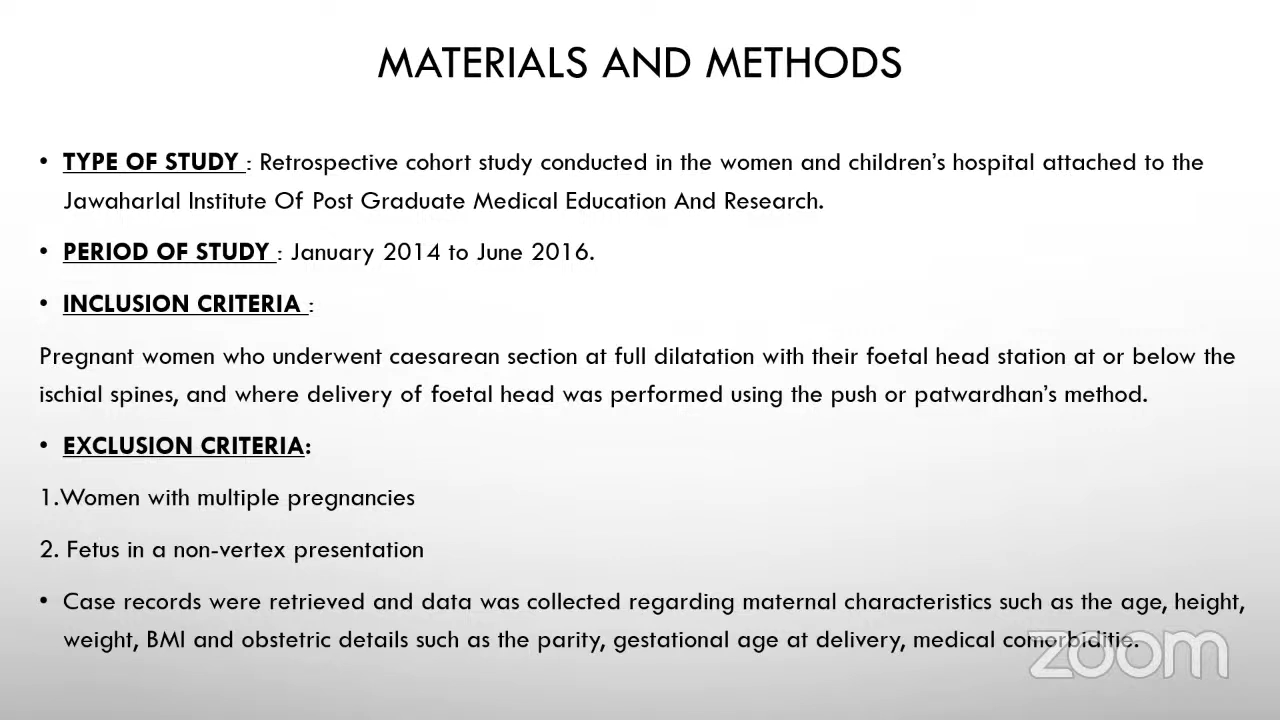 MATERIALS AND METHODS
• TYPE OF STUDY : Retrospective cohort study conducted in the women and children's hospital attached to the
Jawaharlal Institute Of Post Graduate Medical Education And Research.
• PERIOD OF STUDY : January 2014 to June 2016.
• INCLUSION CRITERIA :
Pregnant women who underwent caesarean section at full dilatation with their foetal head station at or below the
ischial spines, and where delivery of foetal head was performed using the push or patwardhan's method.
• EXCLUSION CRITERIA:
1.Women with multiple pregnancies
2. Fetus in a non-vertex presentation
• Case records were retrieved and data was collected regarding maternal characteristics such as the age, height,
weight, BMI and obstetric details such as the parity, gestational age at delivery, medical comorbiditie.
zoom